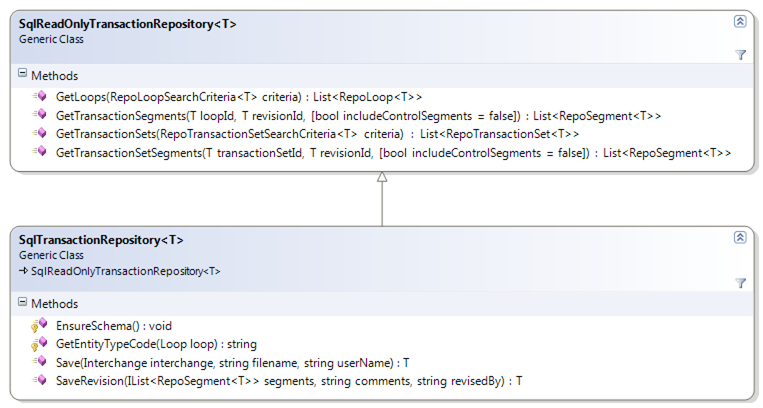 SqlReadOnlyTransactionRepository<T>
Generic Class
Methods
GetLoops(RepoLoopSearchCriteria<T> criteria) : List<RepoLoop<T>>
GetTransactionSegments(T loopId, T revisionId, [bool includeControlSegments = false]) : List<RepoSegment<T>>
GetTransactionSets(RepoTransactionSetSearchCriteria<T> criteria) : List<RepoTransactionSet<T>>
GetTransactionSetSegments(T transactionSetId, T revisionId, [bool includeControlSegments = false]) : List<RepoSegment<T>>
SqlTransactionRepository<T>
Generic Class
SqlReadOnlyTransactionRepository<T>
Methods
EnsureSchema() : void
GetEntityTypeCode(Loop loop) : string
Save(Interchange interchange, string filename, string userName) : T
SaveRevision(IList<RepoSegment<T>> segments, string comments, string revisedBy) : T